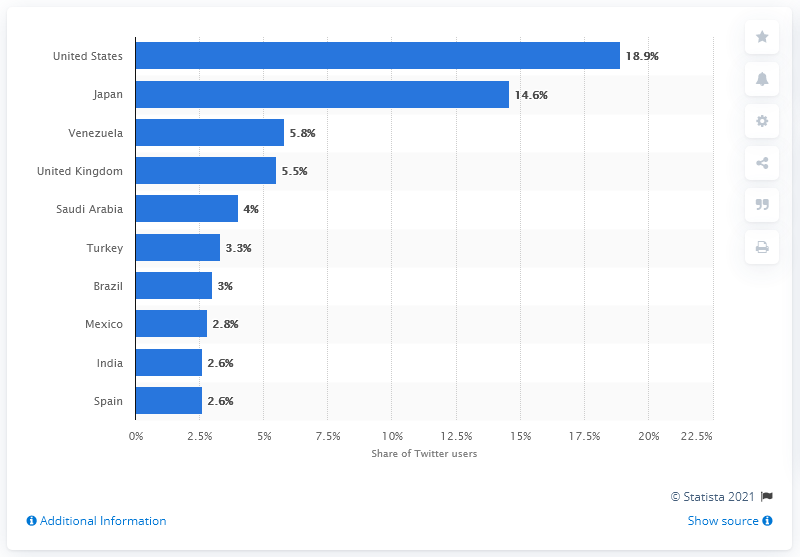 United States 18.9%
Japan 14.6%
Venezuela 5.8%
United Kingdom 5.5%
Saudi Arabia 4%
Turkey 3.3%
Brazil 3%
Mexico 2.8%
India 2.6%
Spain 2.6%
0% 2.5% 5% 7.5% 10% 12.5% 15% 17.5% 20% 22.5%
Share of Twitter users
© Statista 2021
Additional Information Show source